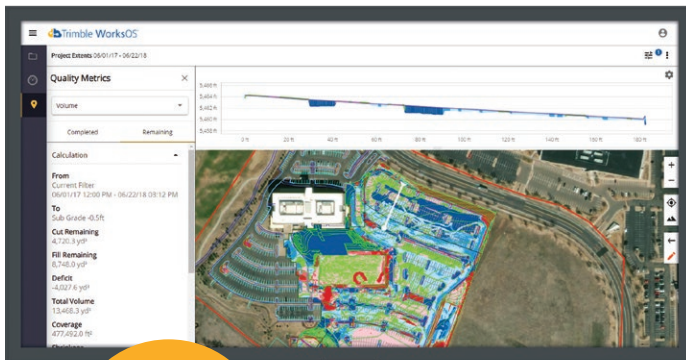 Trimble WorksOS
Project Extents 06/01/17 - 06/22/18
Quality Metrics
Volume
Completed Remaining
Calculation
From
Current Filter
06/01/17 12:00 PM - 06/22/18 03:12 PM
To
Sub Grade -0.5ft
Cut Remaining
4,720.3 yd³
Fill Remaining
8,748.0 yd³
Deficit
-4,027.6 yd³
Total Volume
13,468.3 yd³
Coverage
477,492.0 ft²
0 ft 20 ft 40 ft 60 ft 80 ft 100 ft 120 ft 140 ft 160 ft 180 ft